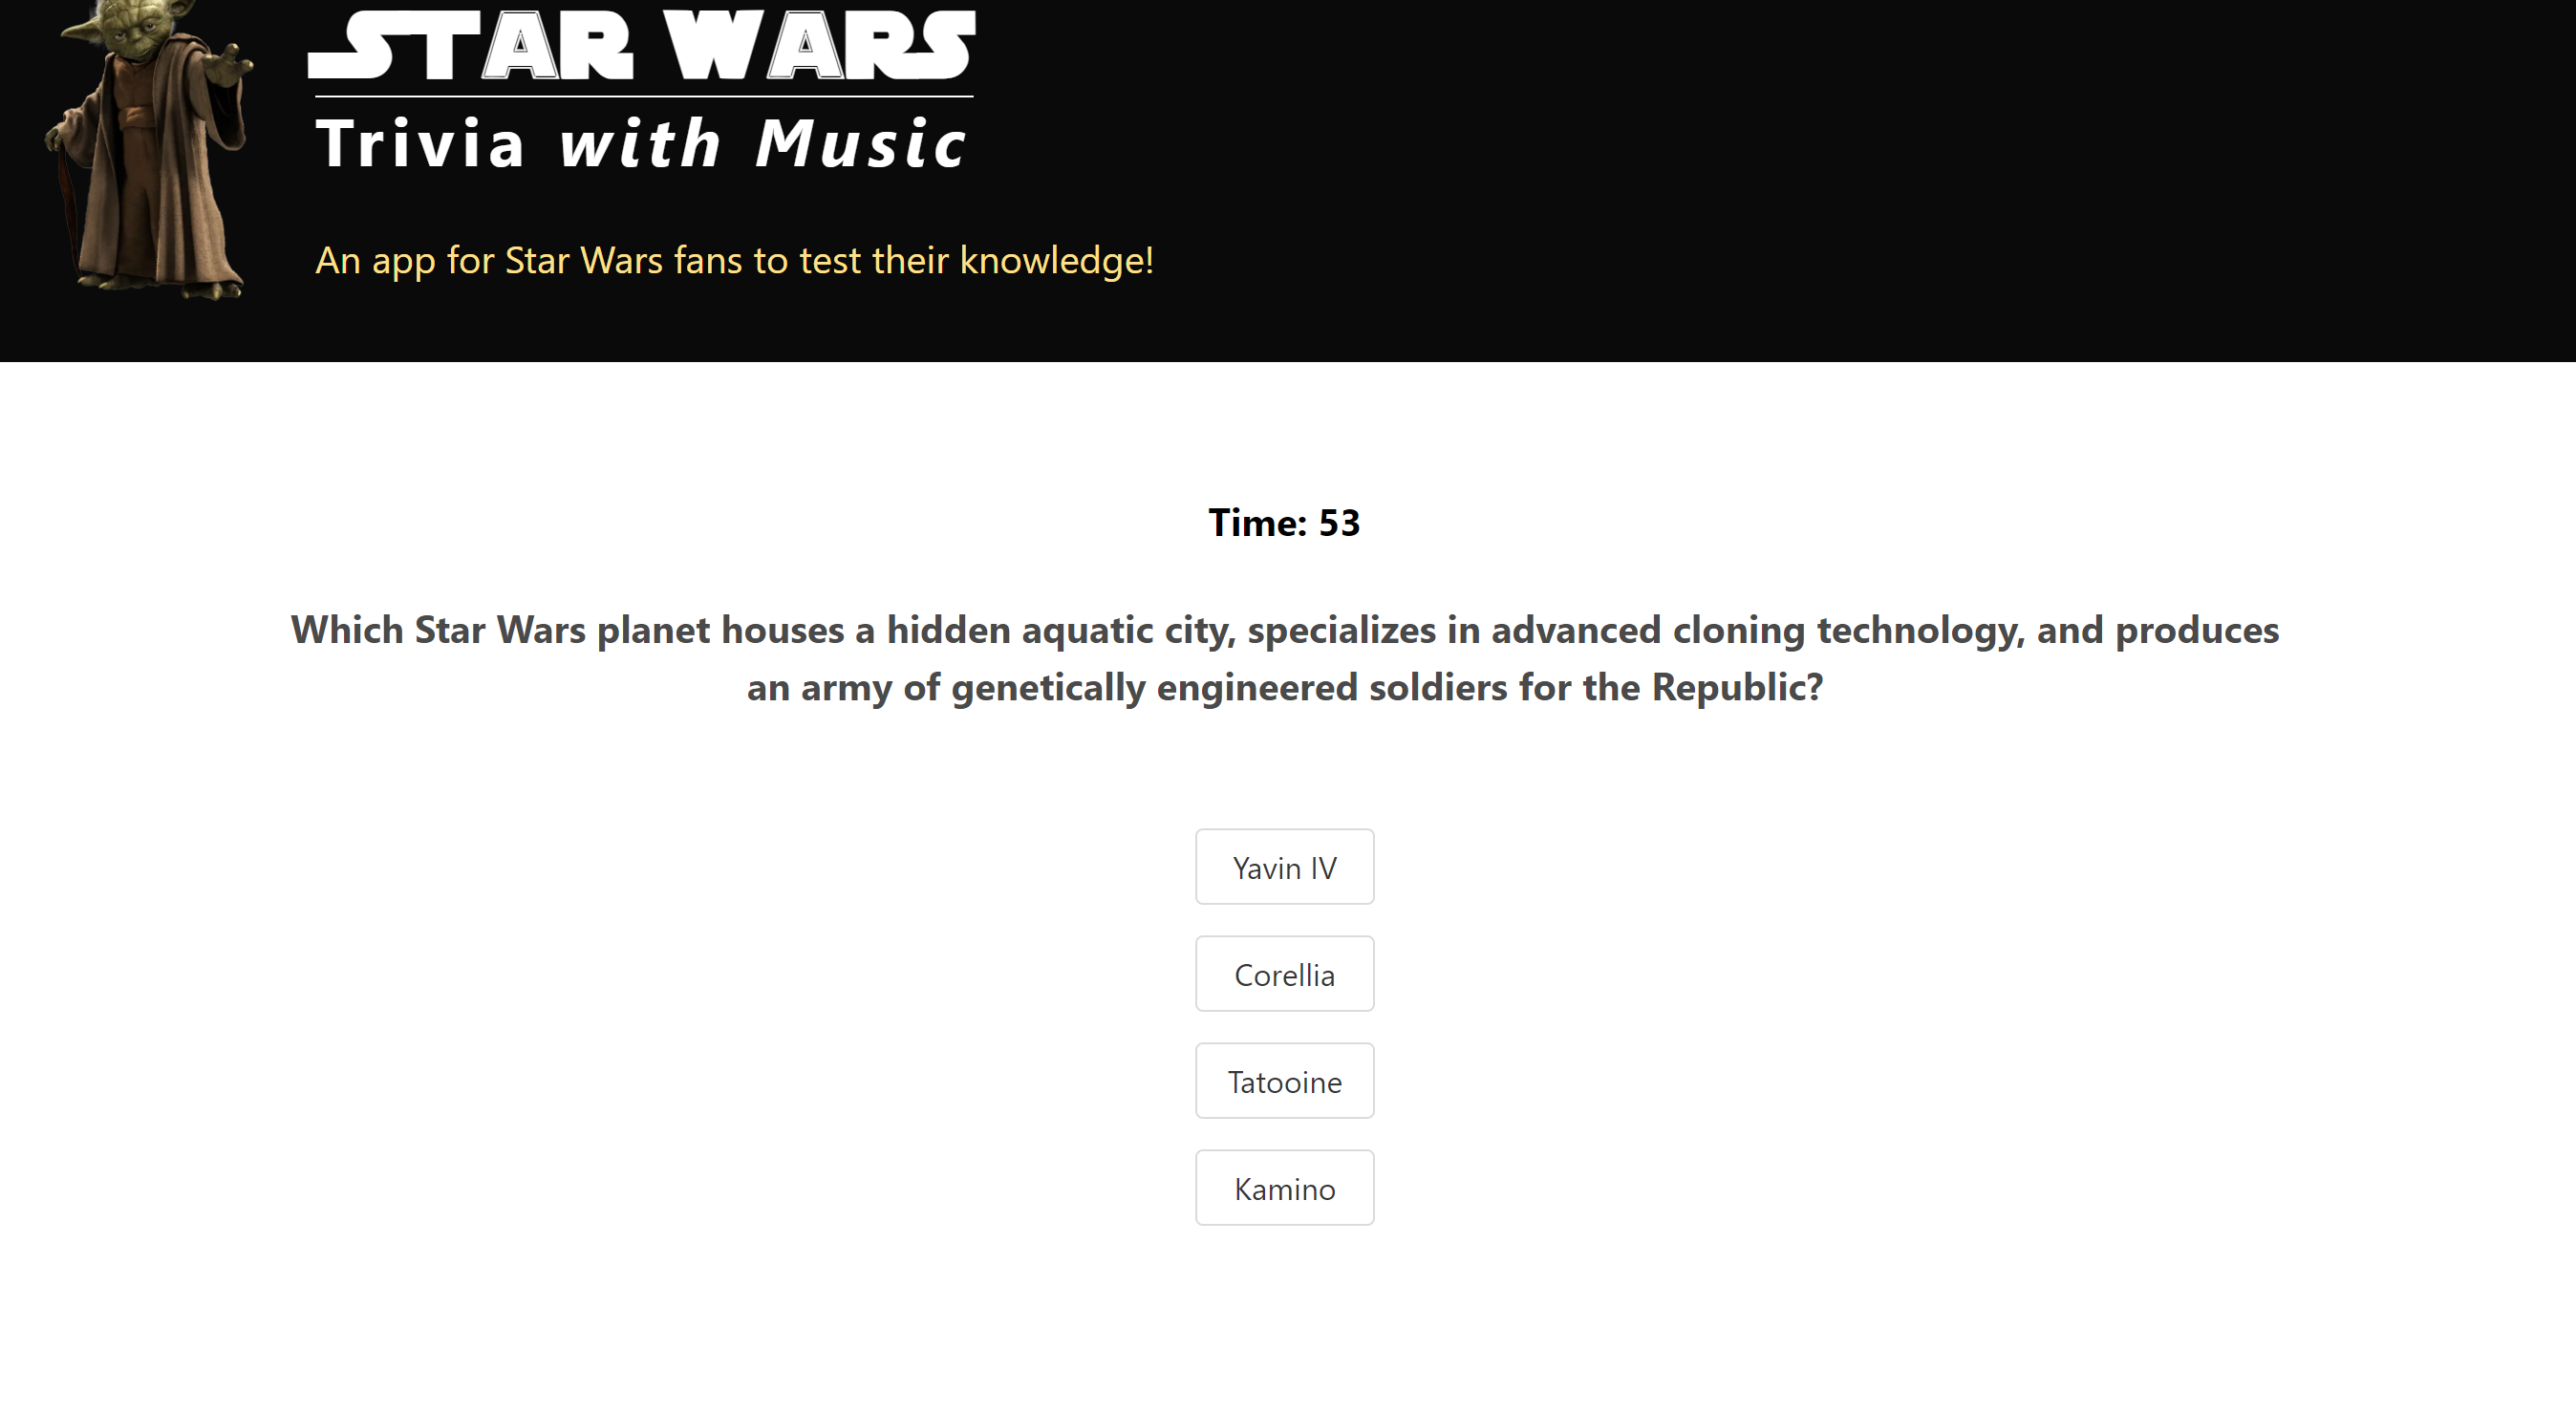 STAR WARS
Trivia with Music
An app for Star Wars fans to test their knowledge!
Time: 53
Which Star Wars planet houses a hidden aquatic city, specializes in advanced cloning technology, and produces
an army of genetically engineered soldiers for the Republic?
Yavin IV
Corellia
Tatooine
Kamino